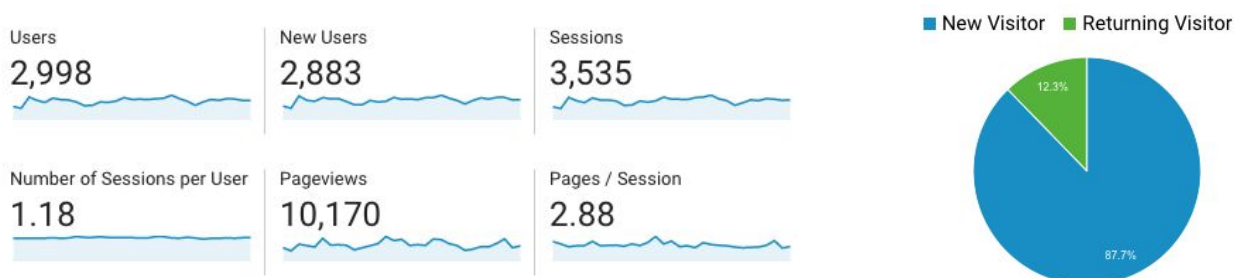 Users
2,998
New Users
2,883
Sessions
3,535
Number of Sessions per User
1.18
Pageviews
10,170
Pages / Session
2.88
New Visitor
Returning Visitor
12.3%
87.7%